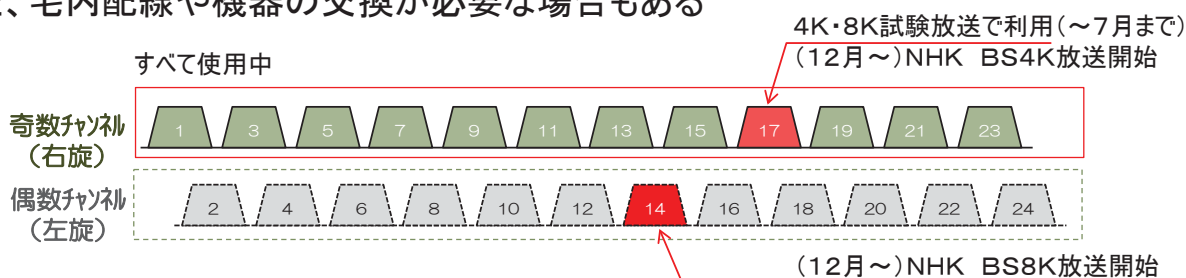 、宅内配線や機器の交換が必要な場合もある
4K・8K試験放送で利用(～7月まで)
(12月～)NHK BS4K放送開始
すべて使用中
奇数チャンネル
(右旋)
1 3 5 7 9 11 13 15 17 19 21 23
偶数チャンネル
(左旋)
2 4 6 8 10 12 14 16 18 20 22 24
(12月～)NHK BS8K放送開始